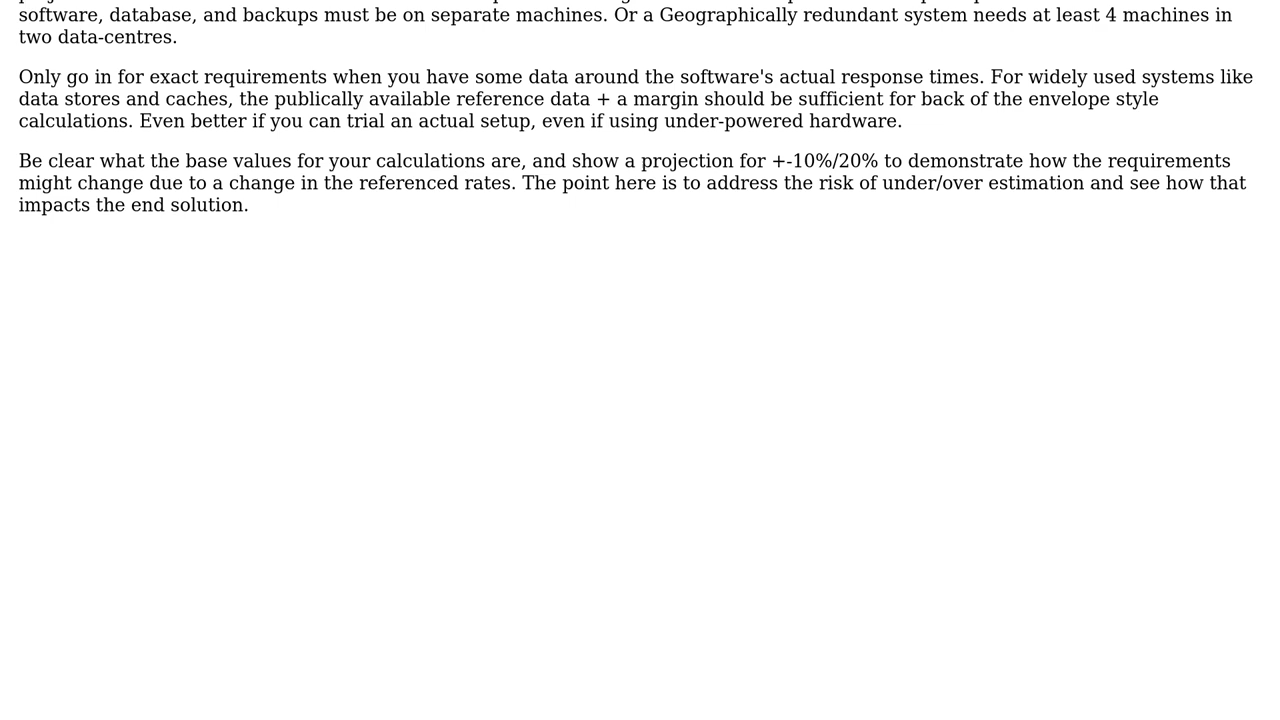 software, database, and backups must be on separate machines. Or a Geographically redundant system needs at least 4 machines in
two data-centres.
Only go in for exact requirements when you have some data around the software's actual response times. For widely used systems like
data stores and caches, the publically available reference data + a margin should be sufficient for back of the envelope style
calculations. Even better if you can trial an actual setup, even if using under-powered hardware.
Be clear what the base values for your calculations are, and show a projection for +-10%/20% to demonstrate how the requirements
might change due to a change in the referenced rates. The point here is to address the risk of under/over estimation and see how that
impacts the end solution.